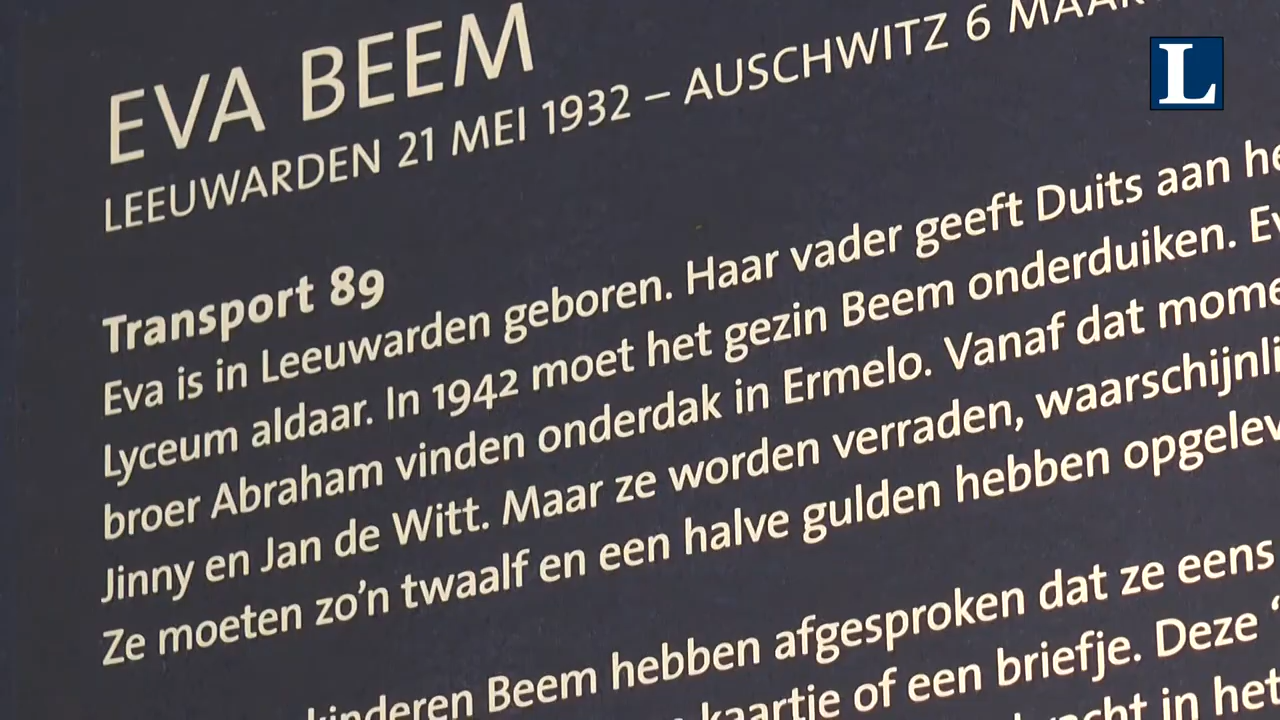 EVA BEEM
LEEUWARDEN 21 MEI 1932 – AUSCHWITZ 6
L
Transport 89
Eva is in Leeuwarden geboren. Haar vader geeft Duits aan
Lyceum aldaar. In 1942 moet het gezin Beem onderduiken.
broer Abraham vinden onderdak in Ermelo. Vanaf dat
Jinny en Jan de Witt. Maar ze worden verraden,
Ze moeten zo'n twaalf en een halve gulden hebben
kinderen Beem hebben afgesproken dat ze eens
kaartje of een briefje. Deze
in het